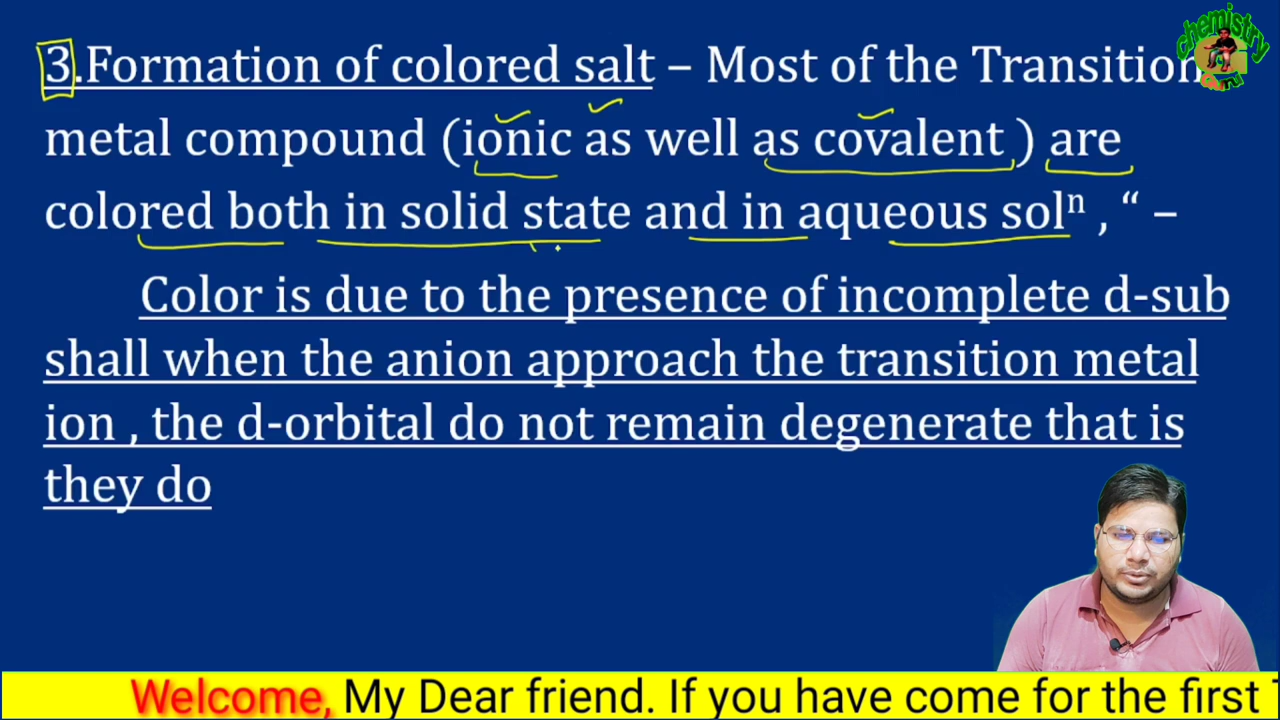 3.Formation of colored salt – Most of the Transition
metal compound (ionic as well as covalent ) are
colored both in solid state and in aqueous solⁿ , “ –
Color is due to the presence of incomplete d-sub
shall when the anion approach the transition metal
ion , the d-orbital do not remain degenerate that is
they do
Welcome, My Dear friend. If you have come for the first
chemistry